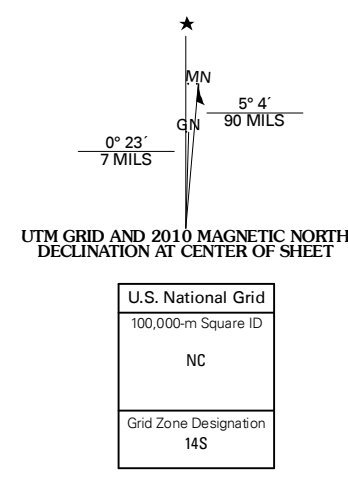 MN
5° 4´
GN
90 MILS
0° 23´
7 MILS
UTM GRID AND 2010 MAGNETIC NORTH
DECLINATION AT CENTER OF SHEET
U.S. National Grid
100,000-m Square ID
NC
Grid Zone Designation
14S